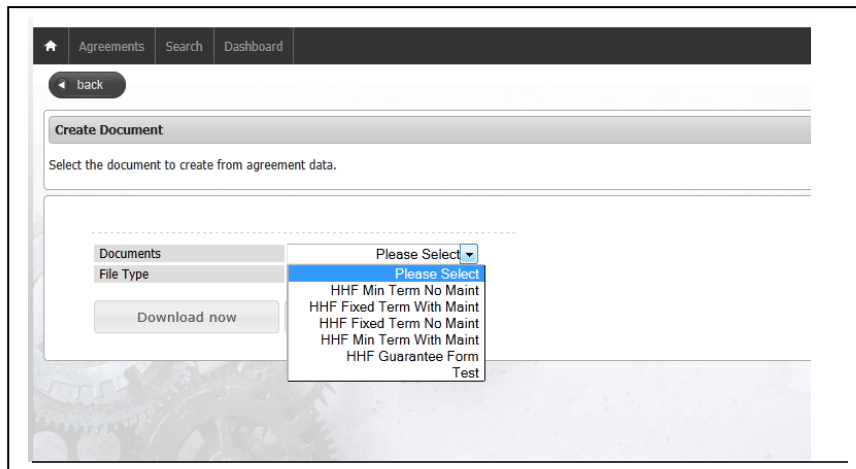 Agreements Search Dashboard
back
Create Document
Select the document to create from agreement data.
Documents Please Select
File Type Please Select
HHF Min Term No Maint
HHF Fixed Term With Maint
HHF Fixed Term No Maint
HHF Min Term With Maint
HHF Guarantee Form
Test
Download now